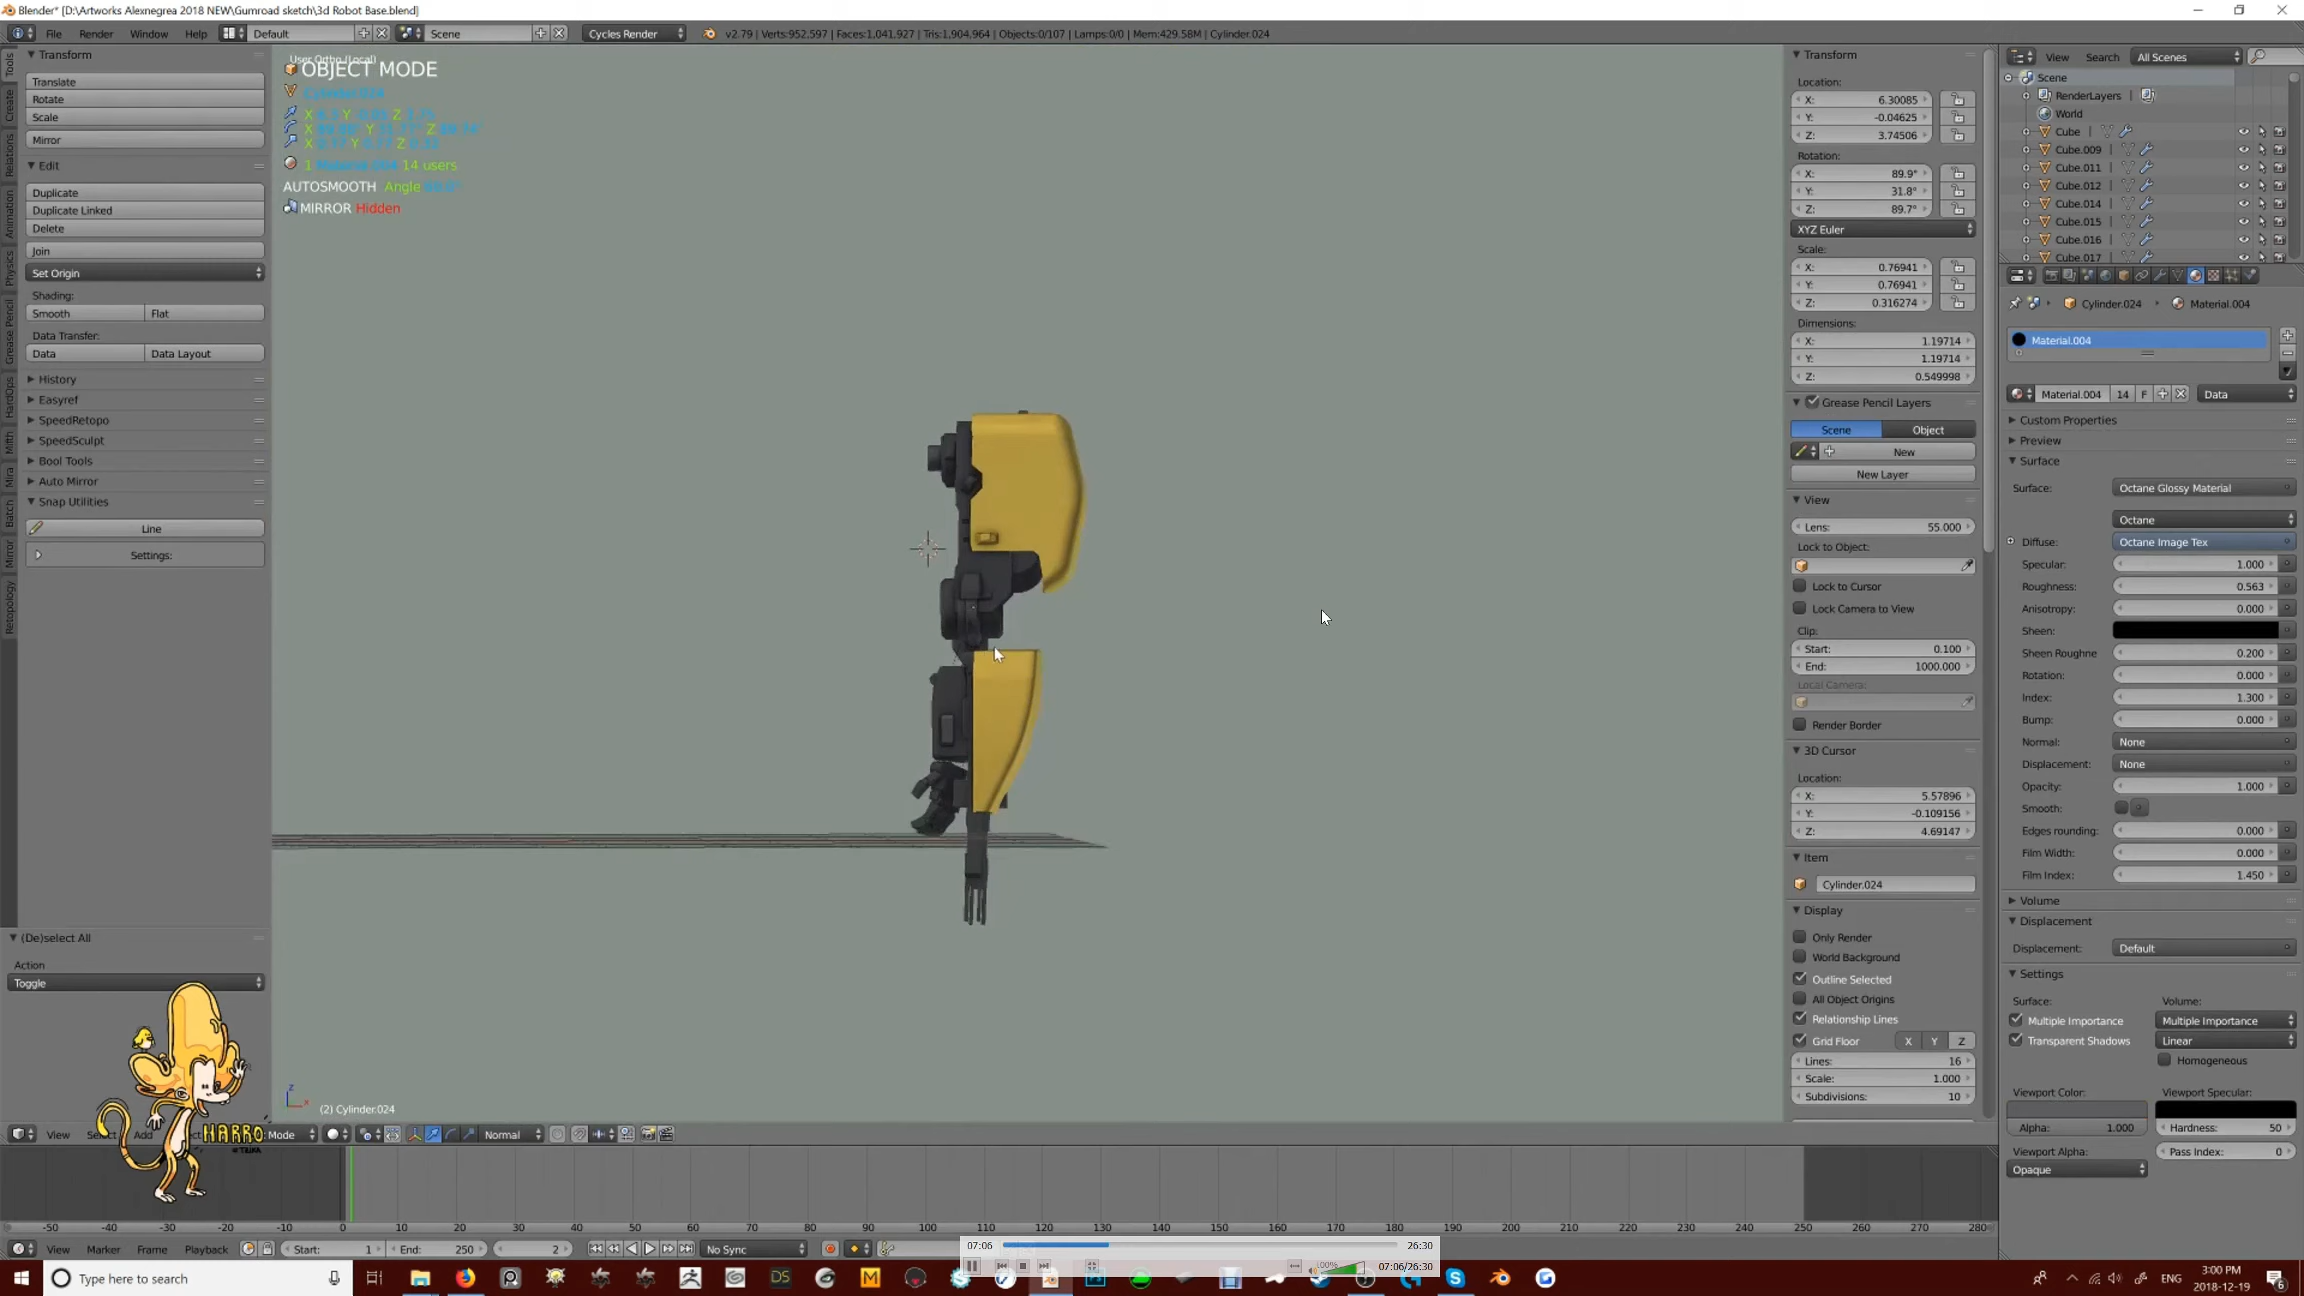 Blender* [D:\Artworks Alexnegrea 2018 NEW\Gumroad sketch\3d Robot Base.blend]
File Render Window Help Default Scene Cycles Render v2.79 | Verts:952,597 | Faces:1,041,927 | Tris:1,904,964 | Objects:0/107 | Lamps:0/0 | Mem:429.58M | Cylinder.024
Tools
Create
Relations
Animation
Physics
Grease Pencil
HardOps
Mifth
Mira
Batch
Mirror
Retopology
Transform
Translate
Rotate
Scale
Mirror
Edit
Duplicate
Duplicate Linked
Delete
Join
Set Origin
Shading:
Smooth Flat
Data Transfer:
Data Data Layout
History
Easyref
SpeedRetopo
SpeedSculpt
Bool Tools
Auto Mirror
Snap Utilities
Line
Settings:
(De)select All
Action
Toggle
HARRO
User Ortho (Local)
OBJECT MODE
Cylinder.024
1 Material.004 14 users
AUTOSMOOTH Angle
MIRROR Hidden
z
x
(2) Cylinder.024
Transform
Location:
X: 6.30085
Y: -0.04625
Z: 3.74506
Rotation:
X: 89.9°
Y: 31.8°
Z: 89.7°
XYZ Euler
Scale:
X: 0.76941
Y: 0.76941
Z: 0.316274
Dimensions:
X: 1.19714
Y: 1.19714
Z: 0.549998
Grease Pencil Layers
Scene Object
New
New Layer
View
Lens: 55.000
Lock to Object:
Lock to Cursor
Lock Camera to View
Clip:
Start: 0.100
End: 1000.000
Local Camera:
Render Border
3D Cursor
Location:
X: 5.57896
Y: -0.109156
Z: 4.69147
Item
Cylinder.024
Display
Only Render
World Background
Outline Selected
All Object Origins
Relationship Lines
Grid Floor X Y Z
Lines: 16
Scale: 1.000
Subdivisions: 10
View Search All Scenes
Scene
RenderLayers |
World
Cube |
Cube.009 |
Cube.011 |
Cube.012 |
Cube.014 |
Cube.015 |
Cube.016 |
Cube.017 |
Cylinder.024 Material.004
Material.004
Material.004 14 F Data
Custom Properties
Preview
Surface
Surface: Octane Glossy Material
Octane
Diffuse: Octane Image Tex
Specular: 1.000
Roughness: 0.563
Anisotropy: 0.000
Sheen:
Sheen Roughne 0.200
Rotation: 0.000
Index: 1.300
Bump: 0.000
Normal: None
Displacement: None
Opacity: 1.000
Smooth:
Edges rounding: 0.000
Film Width: 0.000
Film Index: 1.450
Volume
Displacement
Displacement: Default
Settings
Surface: Volume:
Multiple Importance Multiple Importance
Transparent Shadows Linear
Homogeneous
Viewport Color: Viewport Specular:
Alpha: 1.000 Hardness: 50
Viewport Alpha: Pass Index: 0
Opaque
View Select Add Mode Normal
-50 -40 -30 -20 -10 0 10 20 30 40 50 60 70 80 90 100 110 120 130 140 150 160 170 180 190 200 210 220 230 240 250 260 270 280
View Marker Frame Playback Start: 1 End: 250 2 No Sync
07:06 26:30
100% 07:06/26:30
Type here to search
DS
M
Ps
S
ENG
3:00 PM
2018-12-19
6